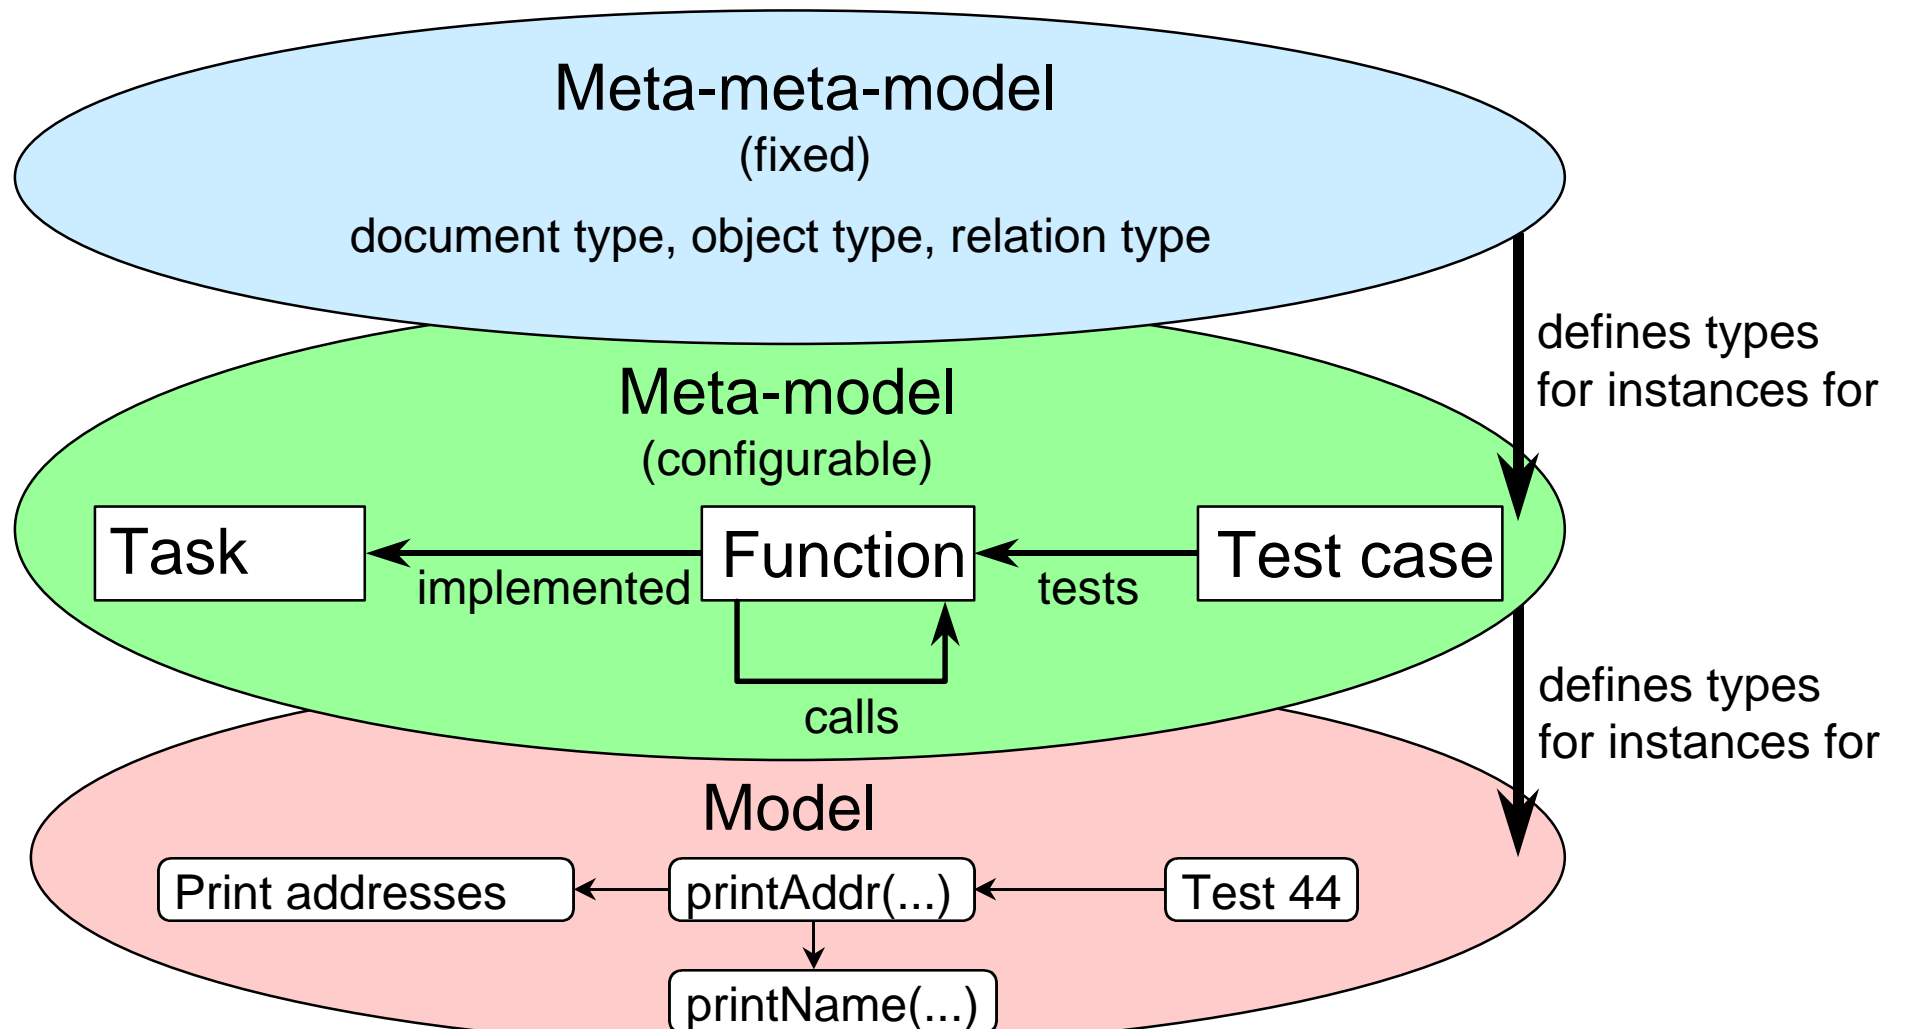 Meta-meta-model
(fixed)
document type, object type, relation type
defines types
for instances for
Meta-model
(configurable)
Task
Function
Test case
implemented
tests
calls
defines types
for instances for
Model
Print addresses
printAddr(...)
Test 44
printName(...)